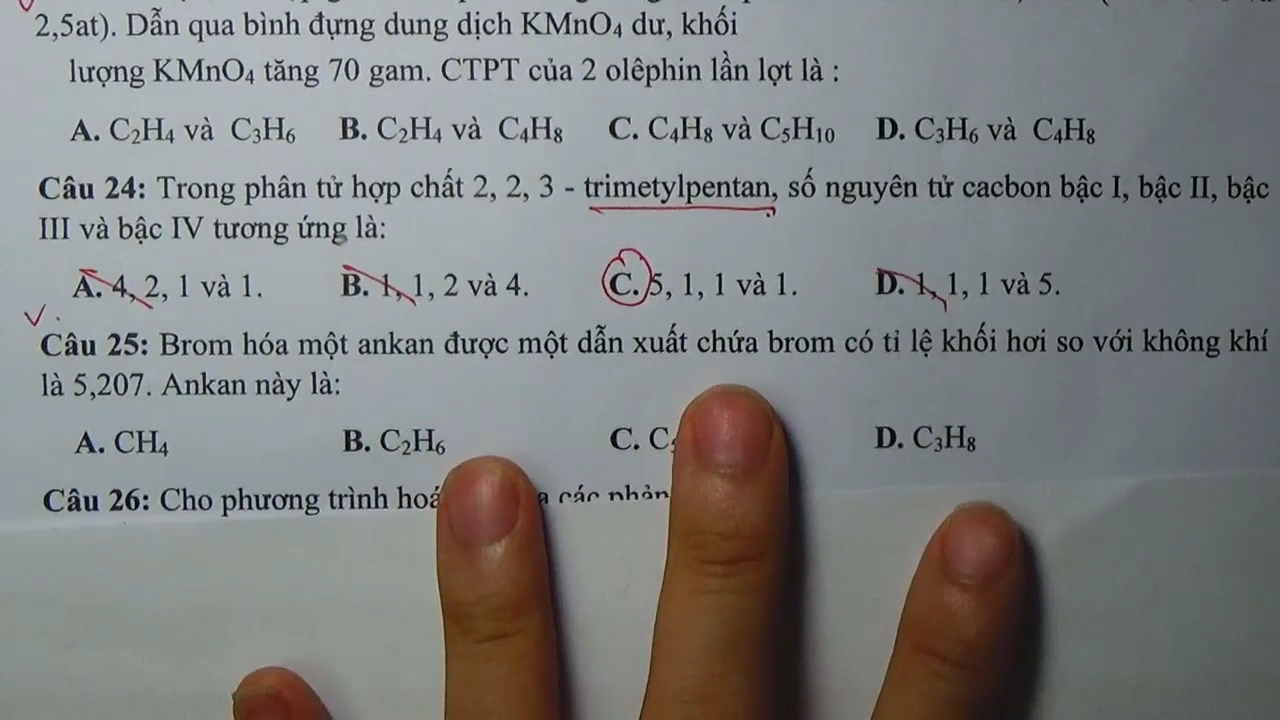 2,5at). Dẫn qua bình đựng dung dịch KMnO₄ dư, khối
lượng KMnO₄ tăng 70 gam. CTPT của 2 olêphin lần lợt là :
A. C₂H₄ và C₃H₆ B. C₂H₄ và C₄H₈ C. C₄H₈ và C₅H₁₀ D. C₃H₆ và C₄H₈
Câu 24: Trong phân tử hợp chất 2, 2, 3 - trimetylpentan, số nguyên tử cacbon bậc I, bậc II, bậc
III và bậc IV tương ứng là:
A. 4, 2, 1 và 1. B. 1, 1, 2 và 4. C. 5, 1, 1 và 1. D. 1, 1, 1 và 5.
Câu 25: Brom hóa một ankan được một dẫn xuất chứa brom có tỉ lệ khối hơi so với không khí
là 5,207. Ankan này là:
A. CH₄ B. C₂H₆ C. D. C₃H₈
Câu 26: Cho phương trình các